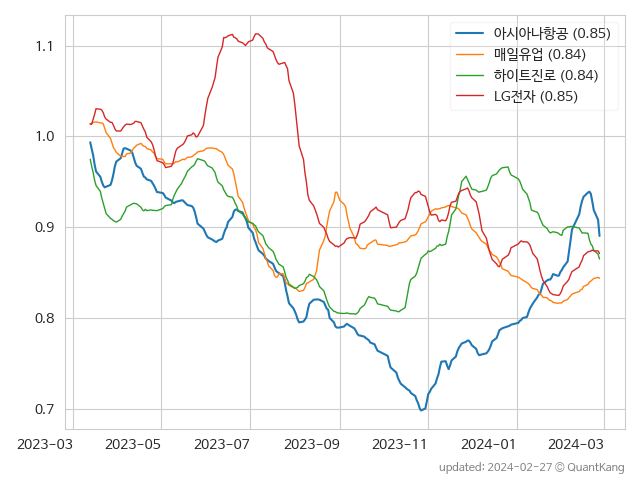 아시아나항공 (0.85)
매일유업 (0.84)
하이트진로 (0.84)
LG전자 (0.85)
1.1
1.0
0.9
0.8
0.7
2023-03 2023-05 2023-07 2023-09 2023-11 2024-01 2024-03
updated: 2024-02-27 © QuantKang